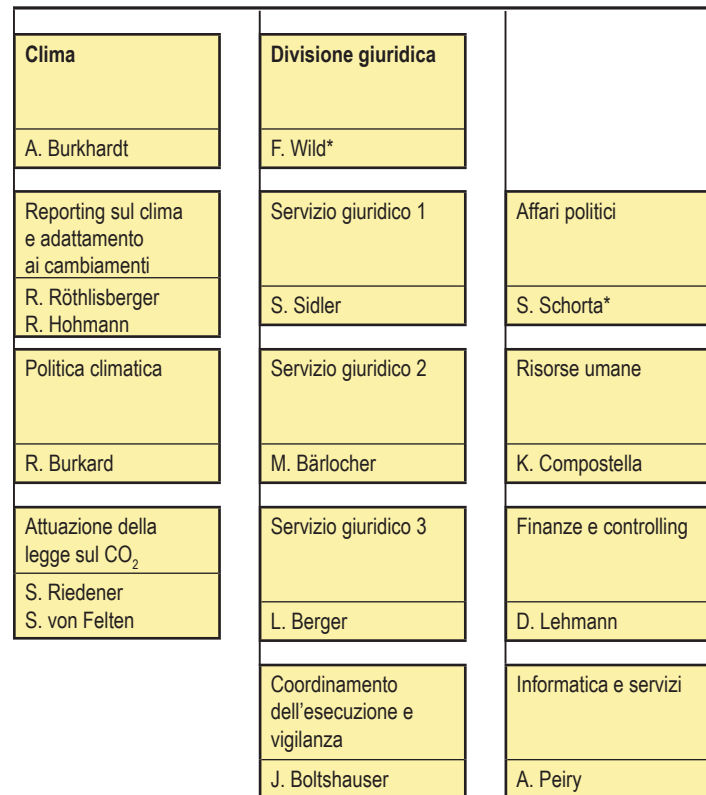 Clima
A. Burkhardt
Reporting sul clima
e adattamento
ai cambiamenti
R. Röthlisberger
R. Hohmann
Politica climatica
R. Burkard
Attuazione della
legge sul CO₂
S. Riedener
S. von Felten
Divisione giuridica
F. Wild*
Servizio giuridico 1
S. Sidler
Servizio giuridico 2
M. Bärlocher
Servizio giuridico 3
L. Berger
Coordinamento
dell'esecuzione e
vigilanza
J. Boltshauser
Affari politici
S. Schorta*
Risorse umane
K. Compostella
Finanze e controlling
D. Lehmann
Informatica e servizi
A. Peiry